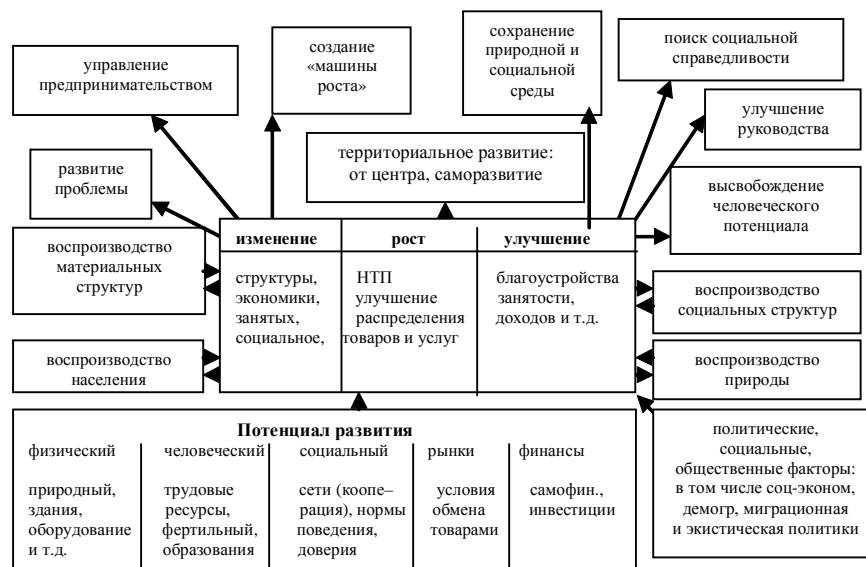 управление
предпринимательством
создание
«машины
роста»
сохранение
природной и
социальной
среды
поиск социальной
справедливости
улучшение
руководства
развитие
проблемы
территориальное развитие:
от центра, саморазвитие
высвобождение
человеческого
потенциала
воспроизводство
материальных
структур
воспроизводство
населения
изменение
структуры,
экономики,
занятых,
социальное,
рост
НТП
улучшение
распределения
товаров и услуг
улучшение
благоустройства
занятости,
доходов и т.д.
воспроизводство
социальных структур
воспроизводство
природы
Потенциал развития
физический
природный,
здания,
оборудование
и т.д.
человеческий
трудовые
ресурсы,
фертильный,
образования
социальный
сети (коопе–
рация), нормы
поведения,
доверия
рынки
условия
обмена
товарами
финансы
самофин.,
инвестиции
политические,
социальные,
общественные факторы:
в том числе соц-эконом,
демогр, миграционная
и экистическая политики